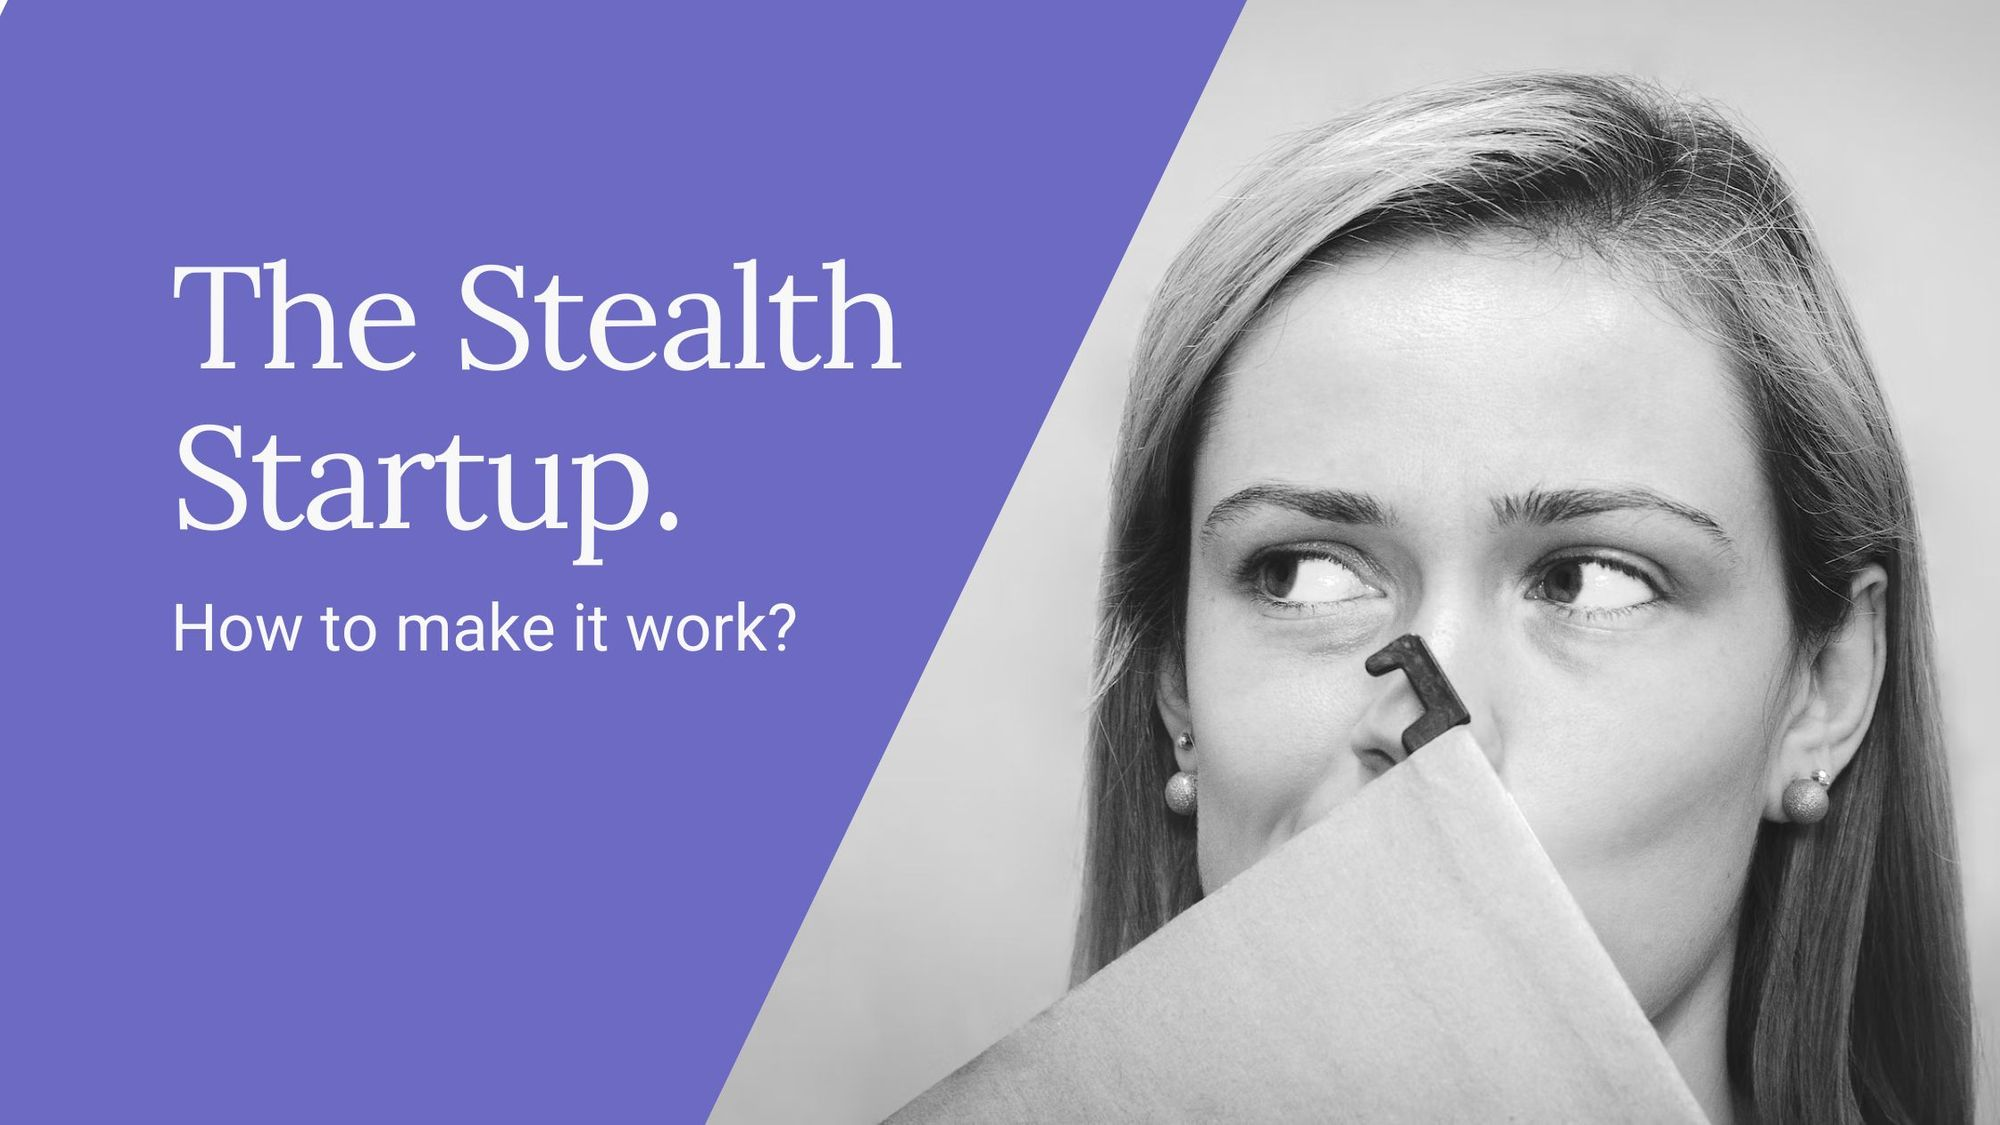 The Stealth
Startup.
How to make it work?